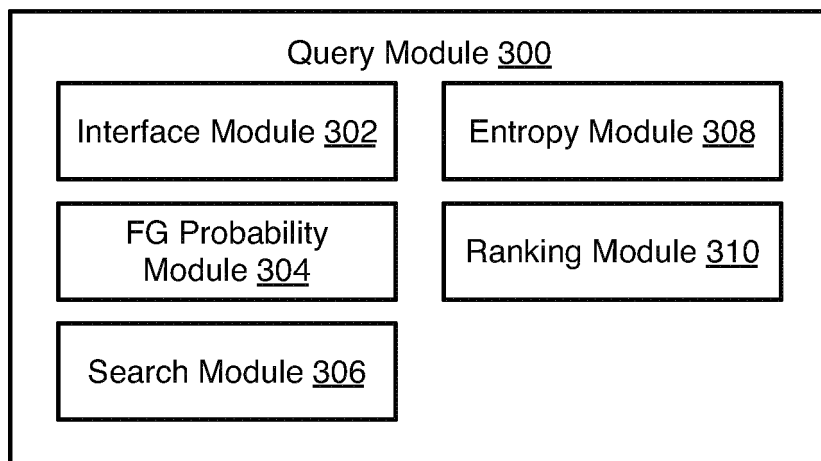 Query Module 300
Interface Module 302
Entropy Module 308
FG Probability
Module 304
Ranking Module 310
Search Module 306